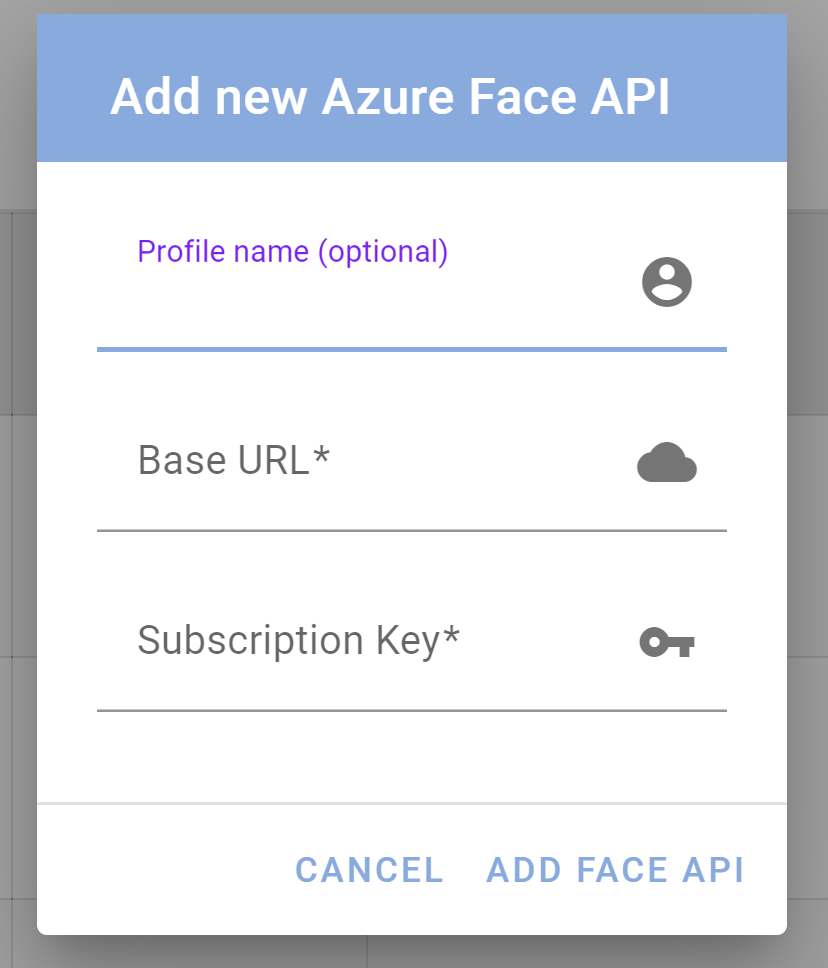 Add new Azure Face API
Profile name (optional)
Base URL*
Subscription Key*
CANCEL ADD FACE API